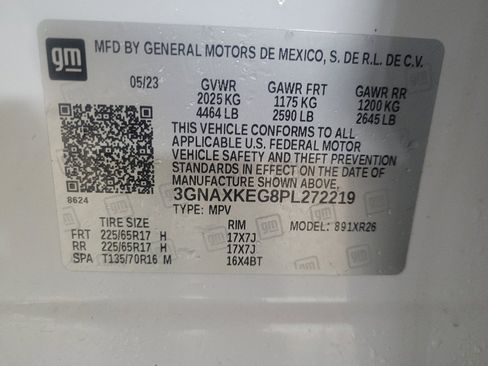 gm
MFD BY GENERAL MOTORS DE MEXICO, S. DE R.L. DE C.V.
05/23 GVWR GAWR FRT GAWR RR
2025 KG 1175 KG 1200 KG
4464 LB 2590 LB 2645 LB
THIS VEHICLE CONFORMS TO ALL
APPLICABLE U.S. FEDERAL MOTOR
VEHICLE SAFETY AND THEFT PREVENTION
STANDARDS IN EFFECT ON THE DATE OF
MANUFACTURE SHOWN ABOVE.
8624 3GNAXKEG8PL272219
TYPE: MPV MODEL: 891XR26
TIRE SIZE RIM
FRT 225/65R17 H 17X7J
RR 225/65R17 H 17X7J
SPA T135/70R16 M 16X4BT